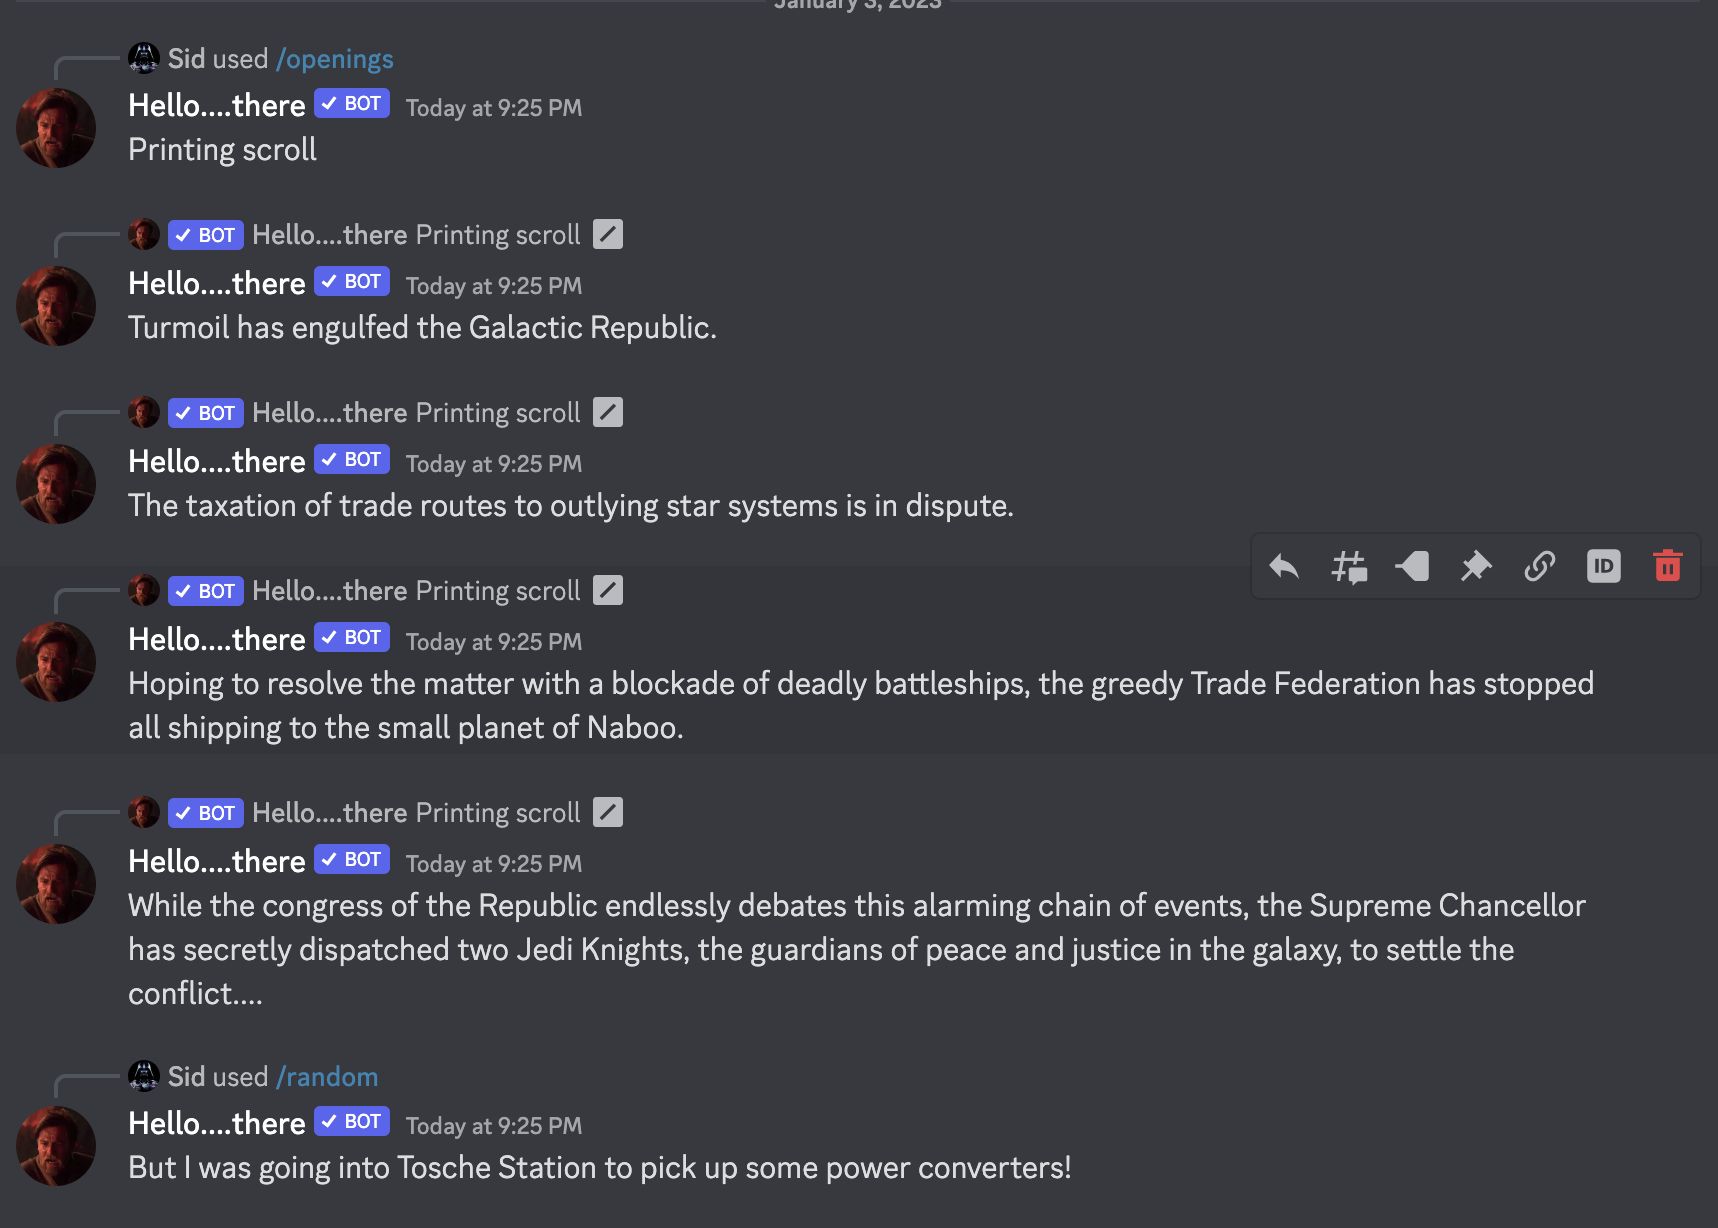 January 3, 2023
Sid used /openings
Hello....there BOT Today at 9:25 PM
Printing scroll
BOT Hello....there Printing scroll
Hello....there BOT Today at 9:25 PM
Turmoil has engulfed the Galactic Republic.
BOT Hello....there Printing scroll
Hello....there BOT Today at 9:25 PM
The taxation of trade routes to outlying star systems is in dispute.
ID
BOT Hello....there Printing scroll
Hello....there BOT Today at 9:25 PM
Hoping to resolve the matter with a blockade of deadly battleships, the greedy Trade Federation has stopped
all shipping to the small planet of Naboo.
BOT Hello....there Printing scroll
Hello....there BOT Today at 9:25 PM
While the congress of the Republic endlessly debates this alarming chain of events, the Supreme Chancellor
has secretly dispatched two Jedi Knights, the guardians of peace and justice in the galaxy, to settle the
conflict....
Sid used /random
Hello....there BOT Today at 9:25 PM
But I was going into Tosche Station to pick up some power converters!